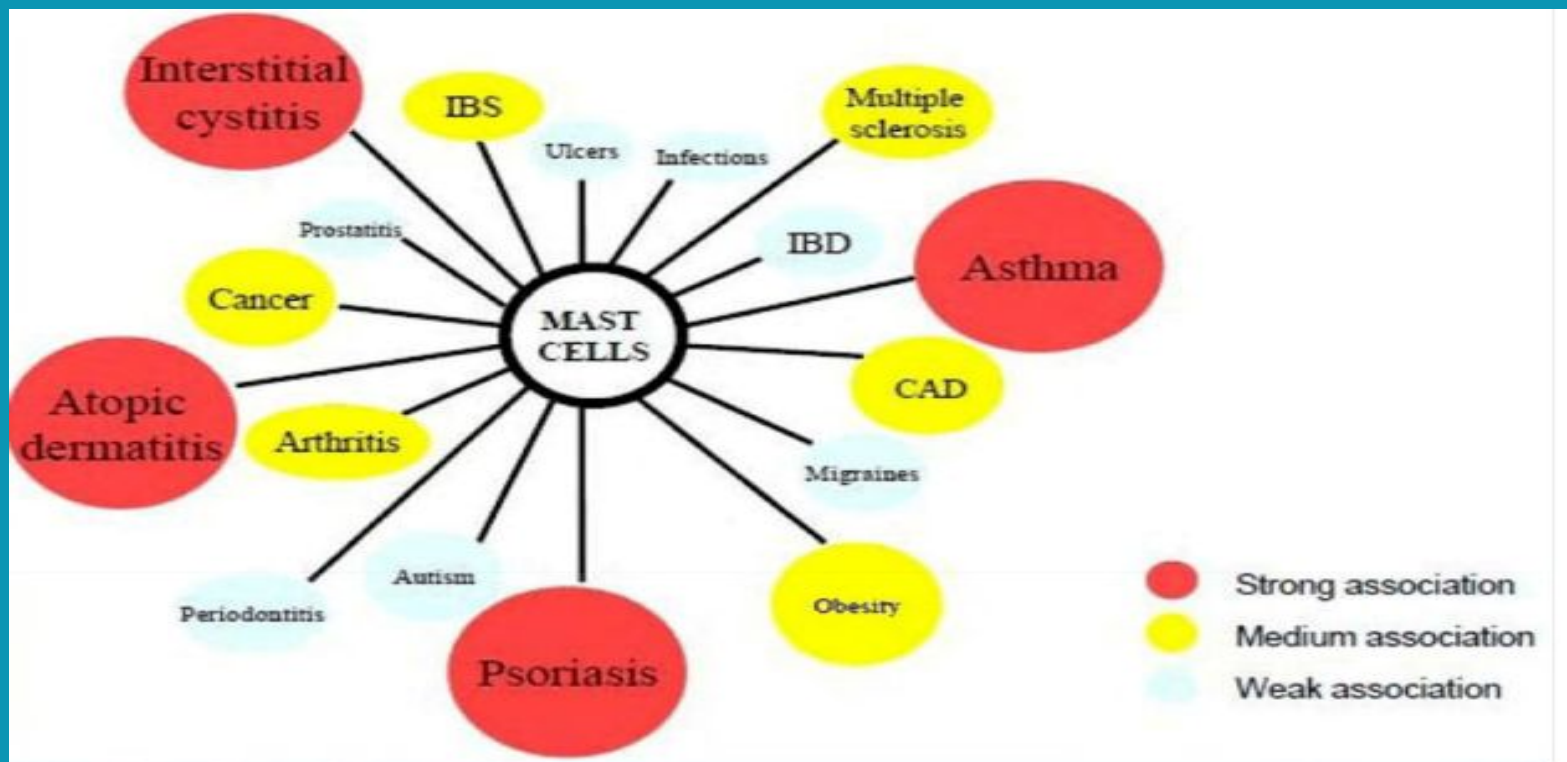 Interstitial
cystitis
IBS
Ulcers
Infections
Multiple
sclerosis
Prostatitis
IBD
Asthma
Cancer
MAST
CELLS
CAD
Atopic
dermatitis
Arthritis
Migraines
Periodontitis
Autism
Psoriasis
Obesity
Strong association
Medium association
Weak association